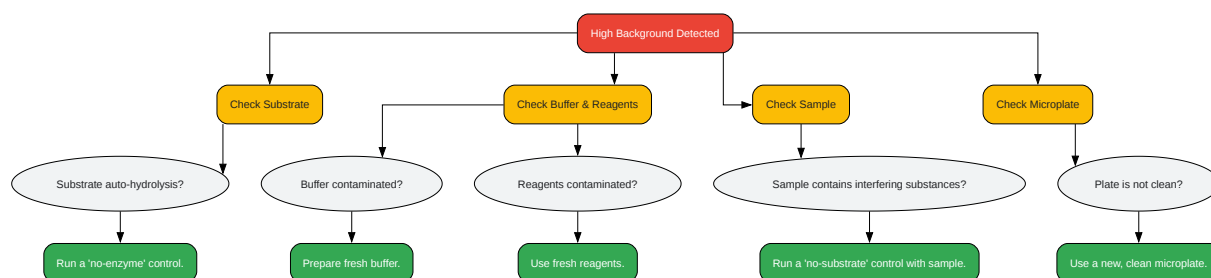 High Background Detected
Check Substrate
Check Buffer & Reagents
Check Sample
Check Microplate
Substrate auto-hydrolysis?
Buffer contaminated?
Reagents contaminated?
Sample contains interfering substances?
Plate is not clean?
Run a 'no-enzyme' control.
Prepare fresh buffer.
Use fresh reagents.
Run a 'no-substrate' control with sample.
Use a new, clean microplate.